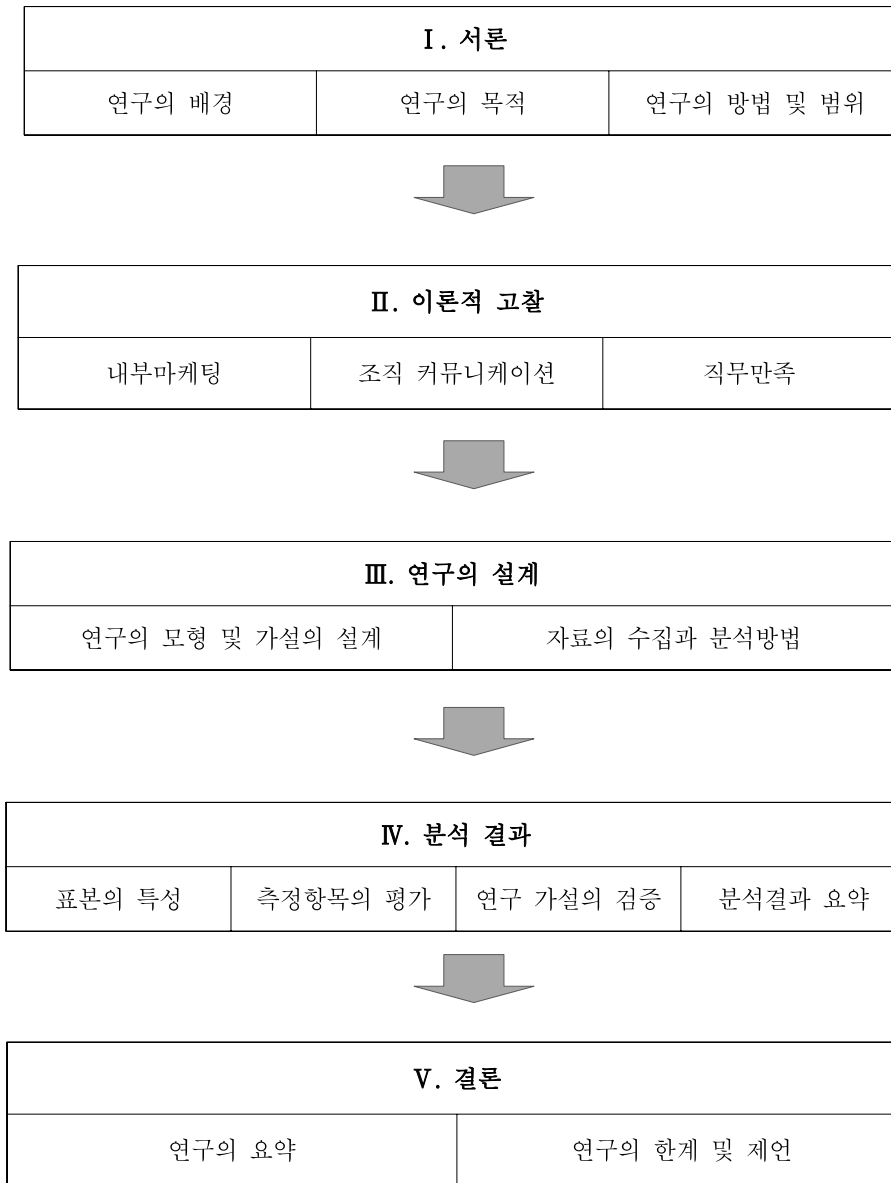 Ⅰ. 서론
연구의 배경 연구의 목적 연구의 방법 및 범위
Ⅱ. 이론적 고찰
내부마케팅 조직 커뮤니케이션 직무만족
Ⅲ. 연구의 설계
연구의 모형 및 가설의 설계 자료의 수집과 분석방법
Ⅳ. 분석 결과
표본의 특성 측정항목의 평가 연구 가설의 검증 분석결과 요약
Ⅴ. 결론
연구의 요약 연구의 한계 및 제언